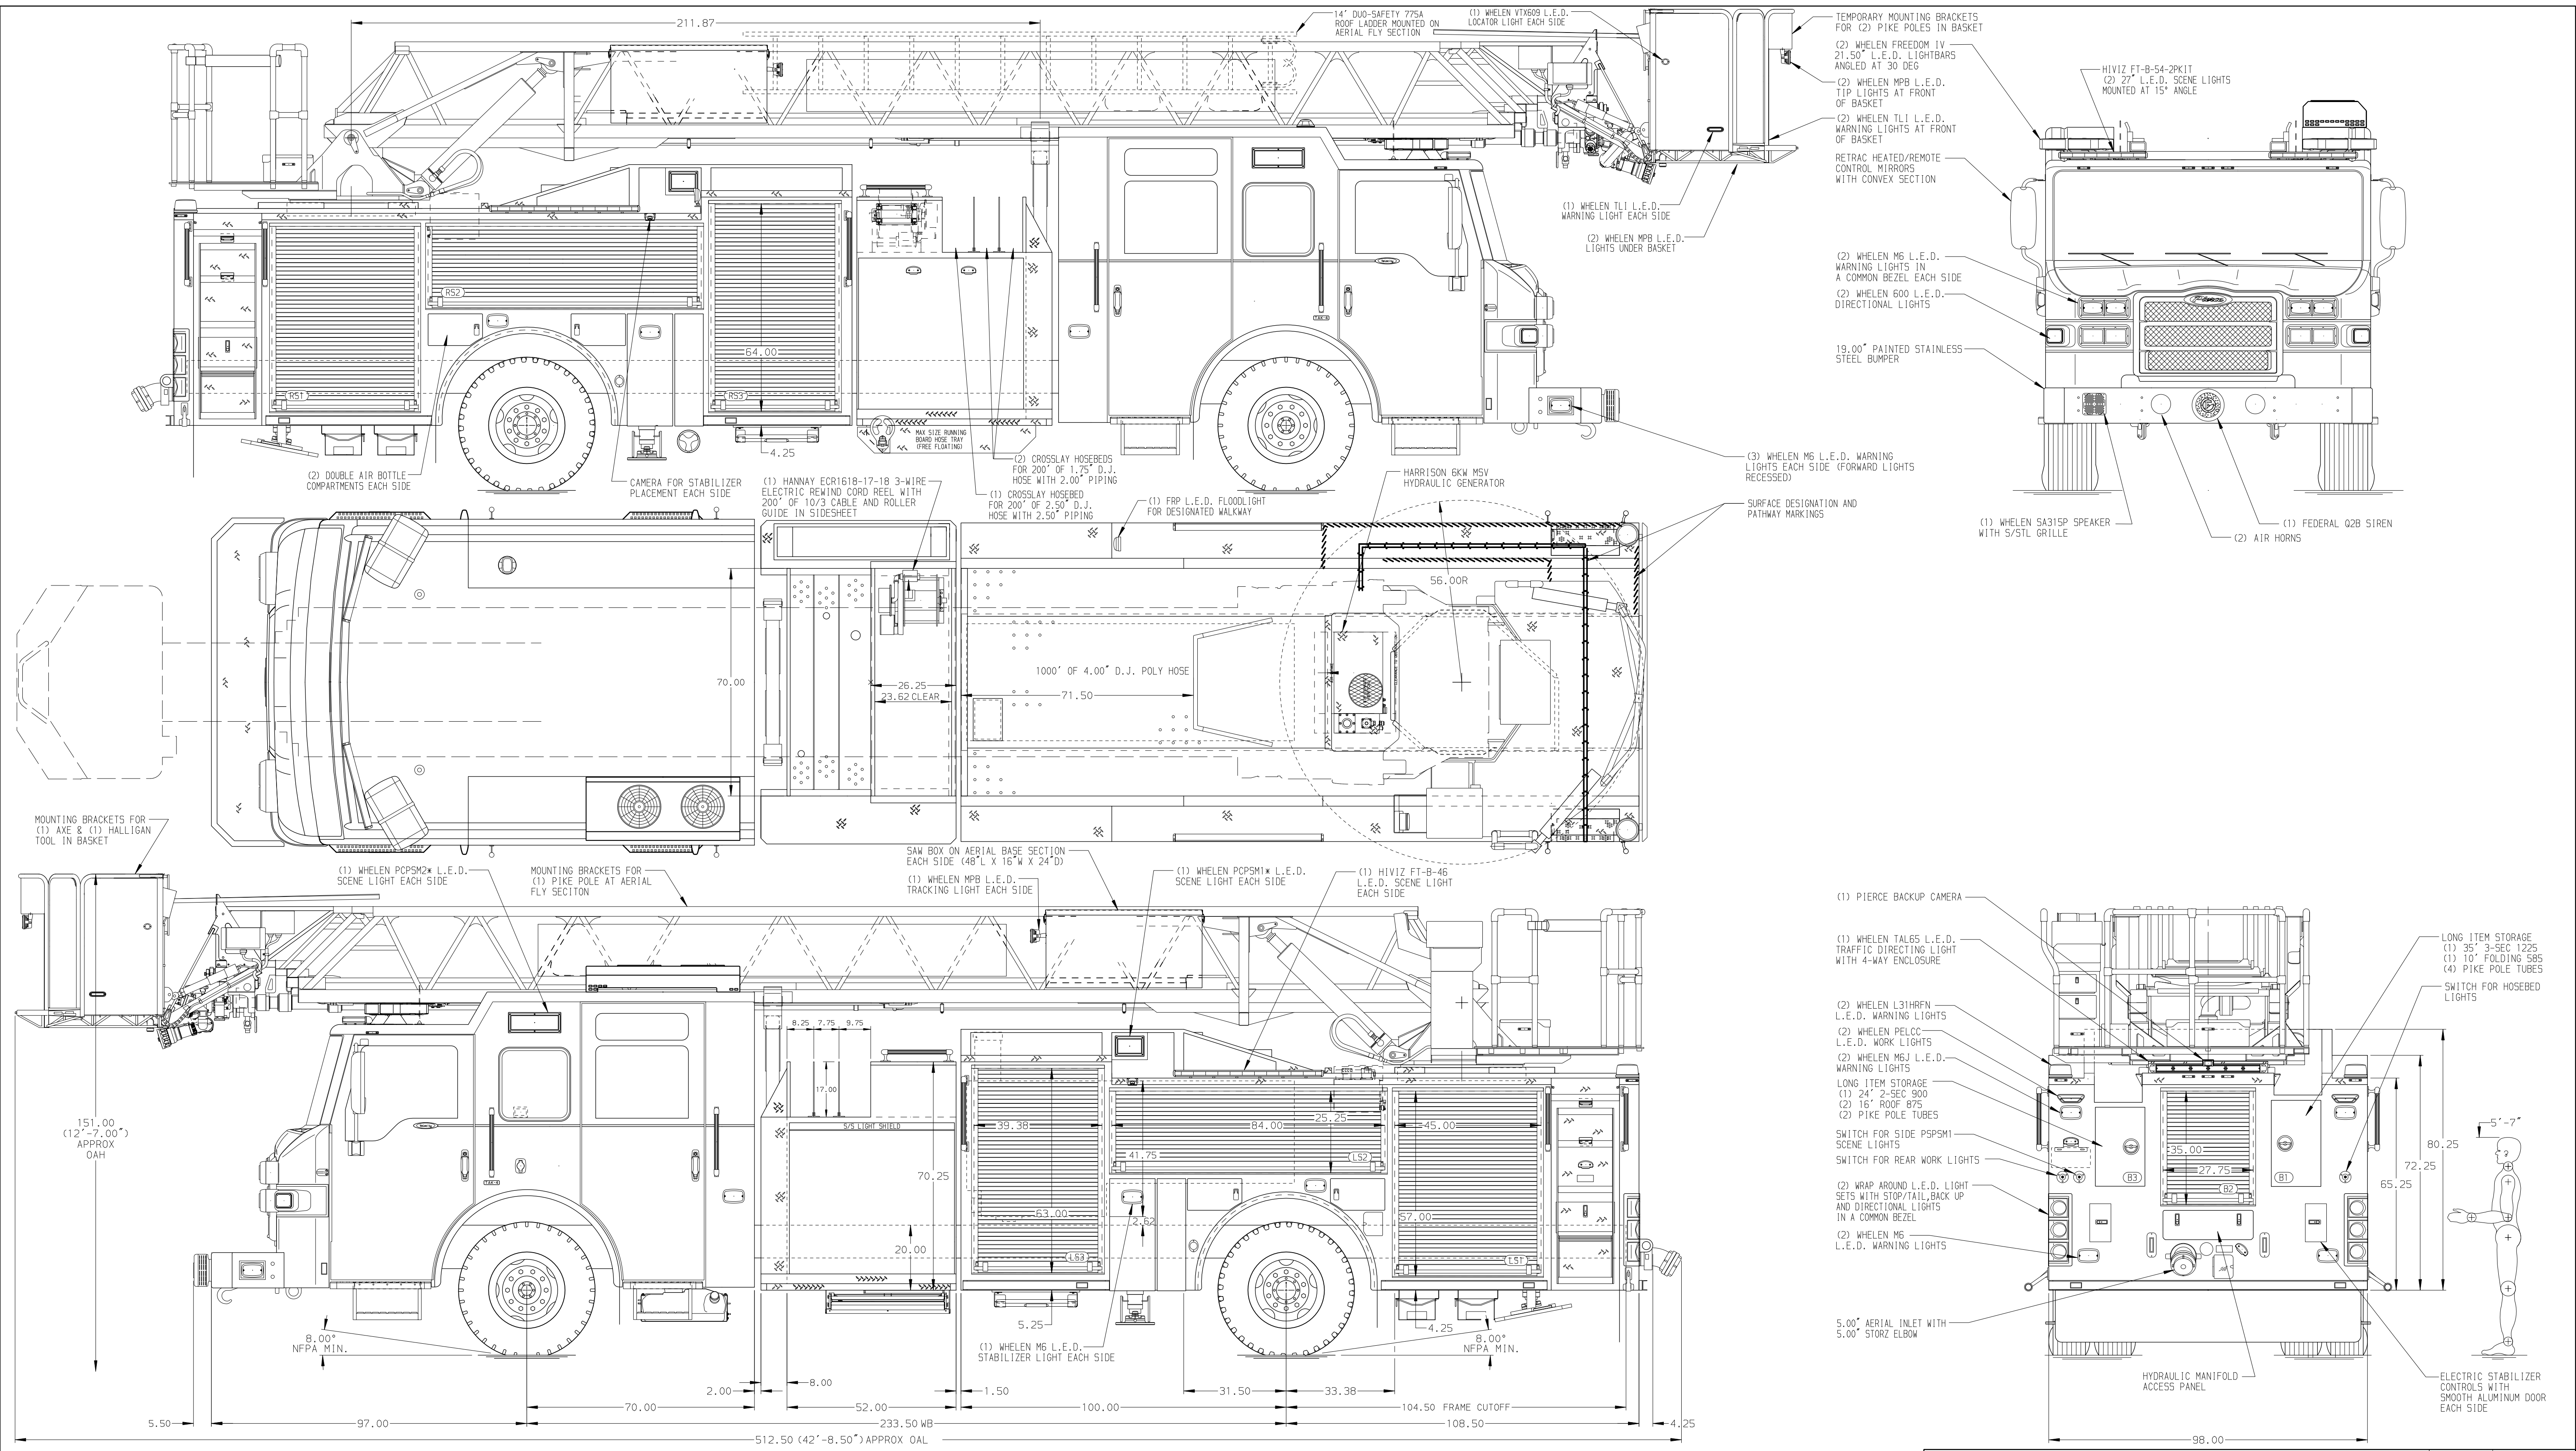 211.87
14' DUO-SAFETY 775A
ROOF LADDER MOUNTED ON
AERIAL FLY SECTION
(1) WHELEN VTX609 L.E.D.
LOCATOR LIGHT EACH SIDE
TEMPORARY MOUNTING BRACKETS
FOR (2) PIKE POLES IN BASKET
(2) WHELEN FREEDOM IV
21.50" L.E.D. LIGHTBARS
ANGLED AT 30 DEG
HIVIZ FT-B-54-2PKIT
(2) 27" L.E.D. SCENE LIGHTS
MOUNTED AT 15° ANGLE
(2) WHELEN MPB L.E.D.
TIP LIGHTS AT FRONT
OF BASKET
(2) WHELEN TLI L.E.D.
WARNING LIGHTS AT FRONT
OF BASKET
RETRAC HEATED/REMOTE
CONTROL MIRRORS
WITH CONVEX SECTION
(1) WHELEN TLI L.E.D.
WARNING LIGHT EACH SIDE
(2) WHELEN MPB L.E.D.
LIGHTS UNDER BASKET
(2) WHELEN M6 L.E.D.
WARNING LIGHTS IN
A COMMON BEZEL EACH SIDE
(2) WHELEN 600 L.E.D.
DIRECTIONAL LIGHTS
19.00" PAINTED STAINLESS
STEEL BUMPER
Pierce
RS2
RS1
RS3
64.00
TAK-4
4.25
MAX SIZE RUNNING
BOARD HOSE TRAY
(FREE FLOATING)
(2) DOUBLE AIR BOTTLE
COMPARTMENTS EACH SIDE
CAMERA FOR STABILIZER
PLACEMENT EACH SIDE
(1) HANNAY ECR1618-17-18 3-WIRE
ELECTRIC REWIND CORD REEL WITH
200' OF 10/3 CABLE AND ROLLER
GUIDE IN SIDESHEET
(2) CROSSLAY HOSEBEDS
FOR 200' OF 1.75" D.J.
HOSE WITH 2.00" PIPING
(1) CROSSLAY HOSEBED
FOR 200' OF 2.50" D.J.
HOSE WITH 2.50" PIPING
(1) FRP L.E.D. FLOODLIGHT
FOR DESIGNATED WALKWAY
HARRISON 6KW MSV
HYDRAULIC GENERATOR
(3) WHELEN M6 L.E.D. WARNING
LIGHTS EACH SIDE (FORWARD LIGHTS
RECESSED)
SURFACE DESIGNATION AND
PATHWAY MARKINGS
(1) WHELEN SA315P SPEAKER
WITH S/STL GRILLE
(1) FEDERAL Q2B SIREN
(2) AIR HORNS
56.00R
70.00
26.25
23.62 CLEAR
1000' OF 4.00" D.J. POLY HOSE
71.50
MOUNTING BRACKETS FOR
(1) AXE & (1) HALLIGAN
TOOL IN BASKET
(1) WHELEN PCPSM2* L.E.D.
SCENE LIGHT EACH SIDE
MOUNTING BRACKETS FOR
(1) PIKE POLE AT AERIAL
FLY SECITON
SAW BOX ON AERIAL BASE SECTION
EACH SIDE (48"L X 16"W X 24"D)
(1) WHELEN MPB L.E.D.
TRACKING LIGHT EACH SIDE
(1) WHELEN PCPSM1* L.E.D.
SCENE LIGHT EACH SIDE
(1) HIVIZ FT-B-46
L.E.D. SCENE LIGHT
EACH SIDE
(1) PIERCE BACKUP CAMERA
(1) WHELEN TAL65 L.E.D.
TRAFFIC DIRECTING LIGHT
WITH 4-WAY ENCLOSURE
LONG ITEM STORAGE
(1) 35' 3-SEC 1225
(1) 10' FOLDING 585
(4) PIKE POLE TUBES
SWITCH FOR HOSEBED
LIGHTS
(2) WHELEN L31HRFN
L.E.D. WARNING LIGHTS
(2) WHELEN PELCC
L.E.D. WORK LIGHTS
(2) WHELEN M6J L.E.D.
WARNING LIGHTS
LONG ITEM STORAGE
(1) 24' 2-SEC 900
(2) 16' ROOF 875
(2) PIKE POLE TUBES
SWITCH FOR SIDE PSPSM1
SCENE LIGHTS
SWITCH FOR REAR WORK LIGHTS
(2) WRAP AROUND L.E.D. LIGHT
SETS WITH STOP/TAIL,BACK UP
AND DIRECTIONAL LIGHTS
IN A COMMON BEZEL
(2) WHELEN M6
L.E.D. WARNING LIGHTS
5.00" AERIAL INLET WITH
5.00" STORZ ELBOW
HYDRAULIC MANIFOLD
ACCESS PANEL
ELECTRIC STABILIZER
CONTROLS WITH
SMOOTH ALUMINUM DOOR
EACH SIDE
5'-7"
80.25
72.25
65.25
35.00
27.75
B3
B2
B1
98.00
151.00
(12'-7.00")
APPROX
OAH
8.25
7.75
9.75
17.00
S/S LIGHT SHIELD
70.25
20.00
TAK-4
39.38
84.00
25.25
45.00
41.75
LS2
63.00
2.62
57.00
LS3
LS1
5.25
4.25
8.00°
NFPA MIN.
(1) WHELEN M6 L.E.D.
STABILIZER LIGHT EACH SIDE
8.00°
NFPA MIN.
2.00
8.00
1.50
31.50
33.38
70.00
52.00
100.00
104.50 FRAME CUTOFF
5.50
97.00
233.50 WB
108.50
4.25
512.50 (42'-8.50") APPROX OAL